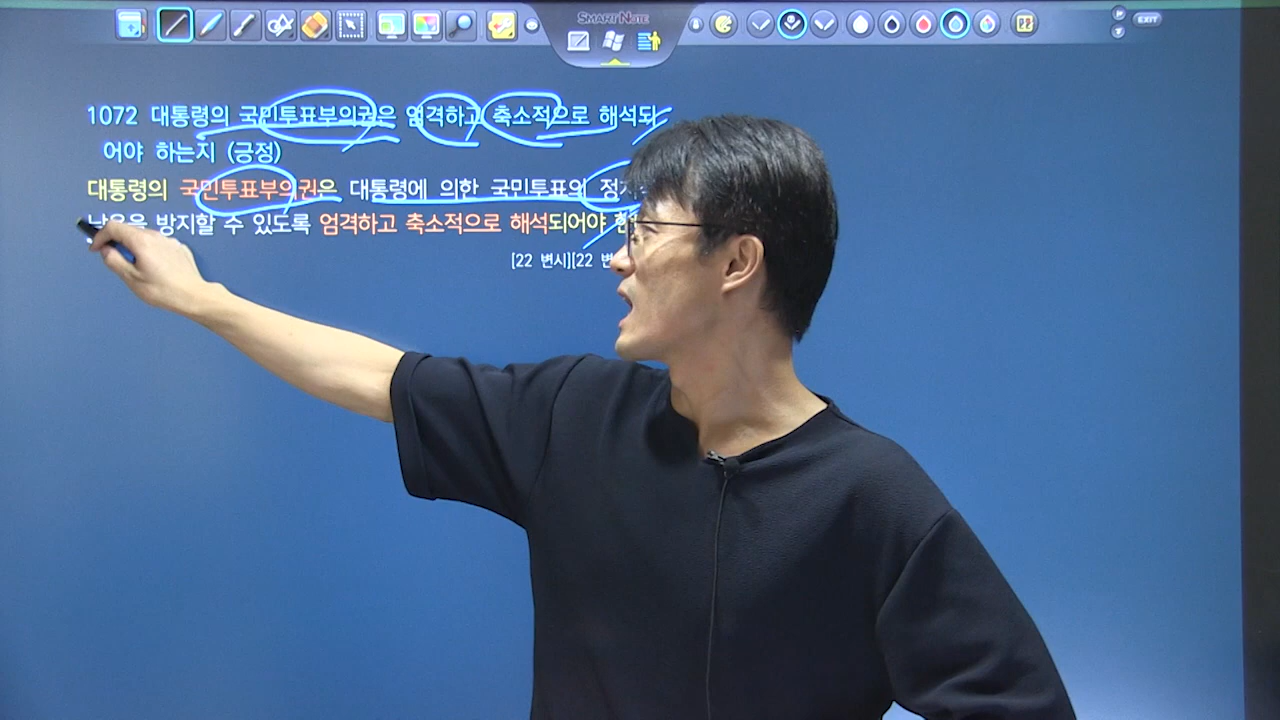 SMART NOTE
EXIT
1072 대통령의 국민투표부의권은 엄격하고 축소적으로 해석되
어야 하는지 (긍정)
대통령의 국민투표부의권은 대통령에 의한 국민투표의
방지할 수 있도록 엄격하고 축소적으로 해석되어야
[22 변시][22